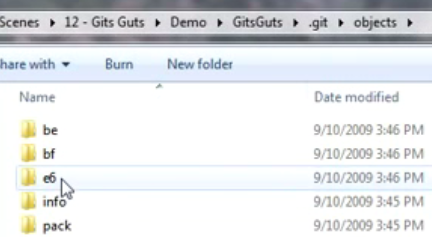 Scenes ▸ 12 - Gits Guts ▸ Demo ▸ GitsGuts ▸ .git ▸ objects ▸
hare with Burn New folder
Name Date modified
be 9/10/2009 3:46 PM
bf 9/10/2009 3:46 PM
e6 9/10/2009 3:46 PM
info 9/10/2009 3:45 PM
pack 9/10/2009 3:45 PM